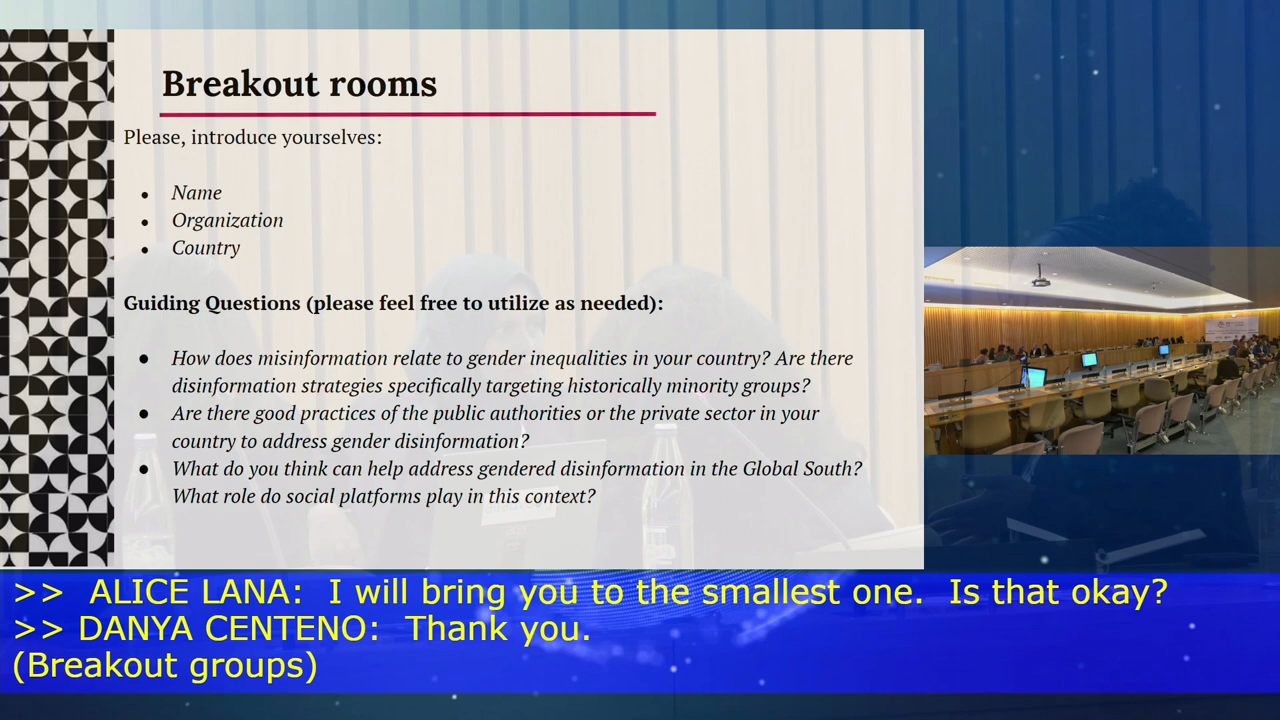 Breakout rooms
Please, introduce yourselves:
● Name
● Organization
● Country
Guiding Questions (please feel free to utilize as needed):
● How does misinformation relate to gender inequalities in your country? Are there
disinformation strategies specifically targeting historically minority groups?
● Are there good practices of the public authorities or the private sector in your
country to address gender disinformation?
● What do you think can help address gendered disinformation in the Global South?
What role do social platforms play in this context?
>> ALICE LANA: I will bring you to the smallest one. Is that okay?
>> DANYA CENTENO: Thank you.
(Breakout groups)